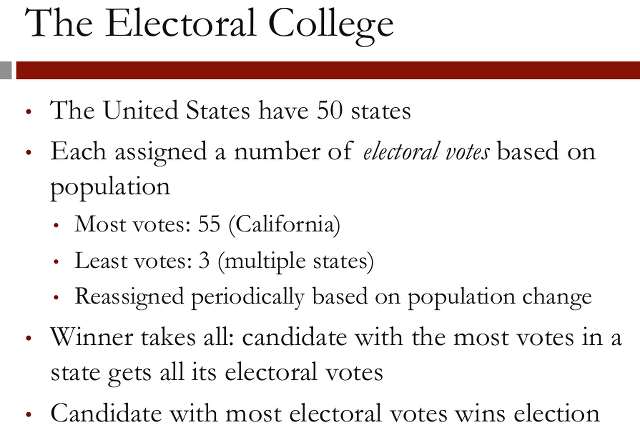 The Electoral College
• The United States have 50 states
• Each assigned a number of electoral votes based on
population
• Most votes: 55 (California)
• Least votes: 3 (multiple states)
• Reassigned periodically based on population change
• Winner takes all: candidate with the most votes in a
state gets all its electoral votes
• Candidate with most electoral votes wins election